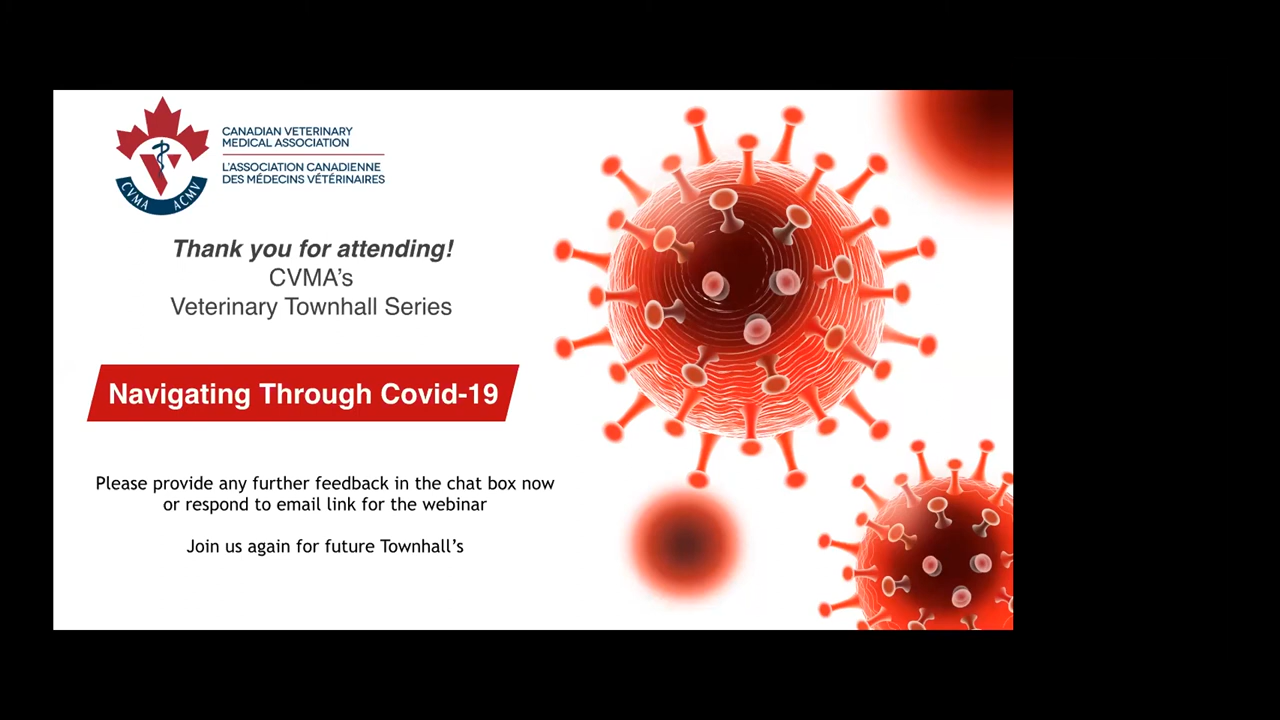 CANADIAN VETERINARY
MEDICAL ASSOCIATION
L'ASSOCIATION CANADIENNE
DES MÉDECINS VÉTÉRINAIRES
CVMA ACMV
Thank you for attending!
CVMA's
Veterinary Townhall Series
Navigating Through Covid-19
Please provide any further feedback in the chat box now
or respond to email link for the webinar
Join us again for future Townhall's